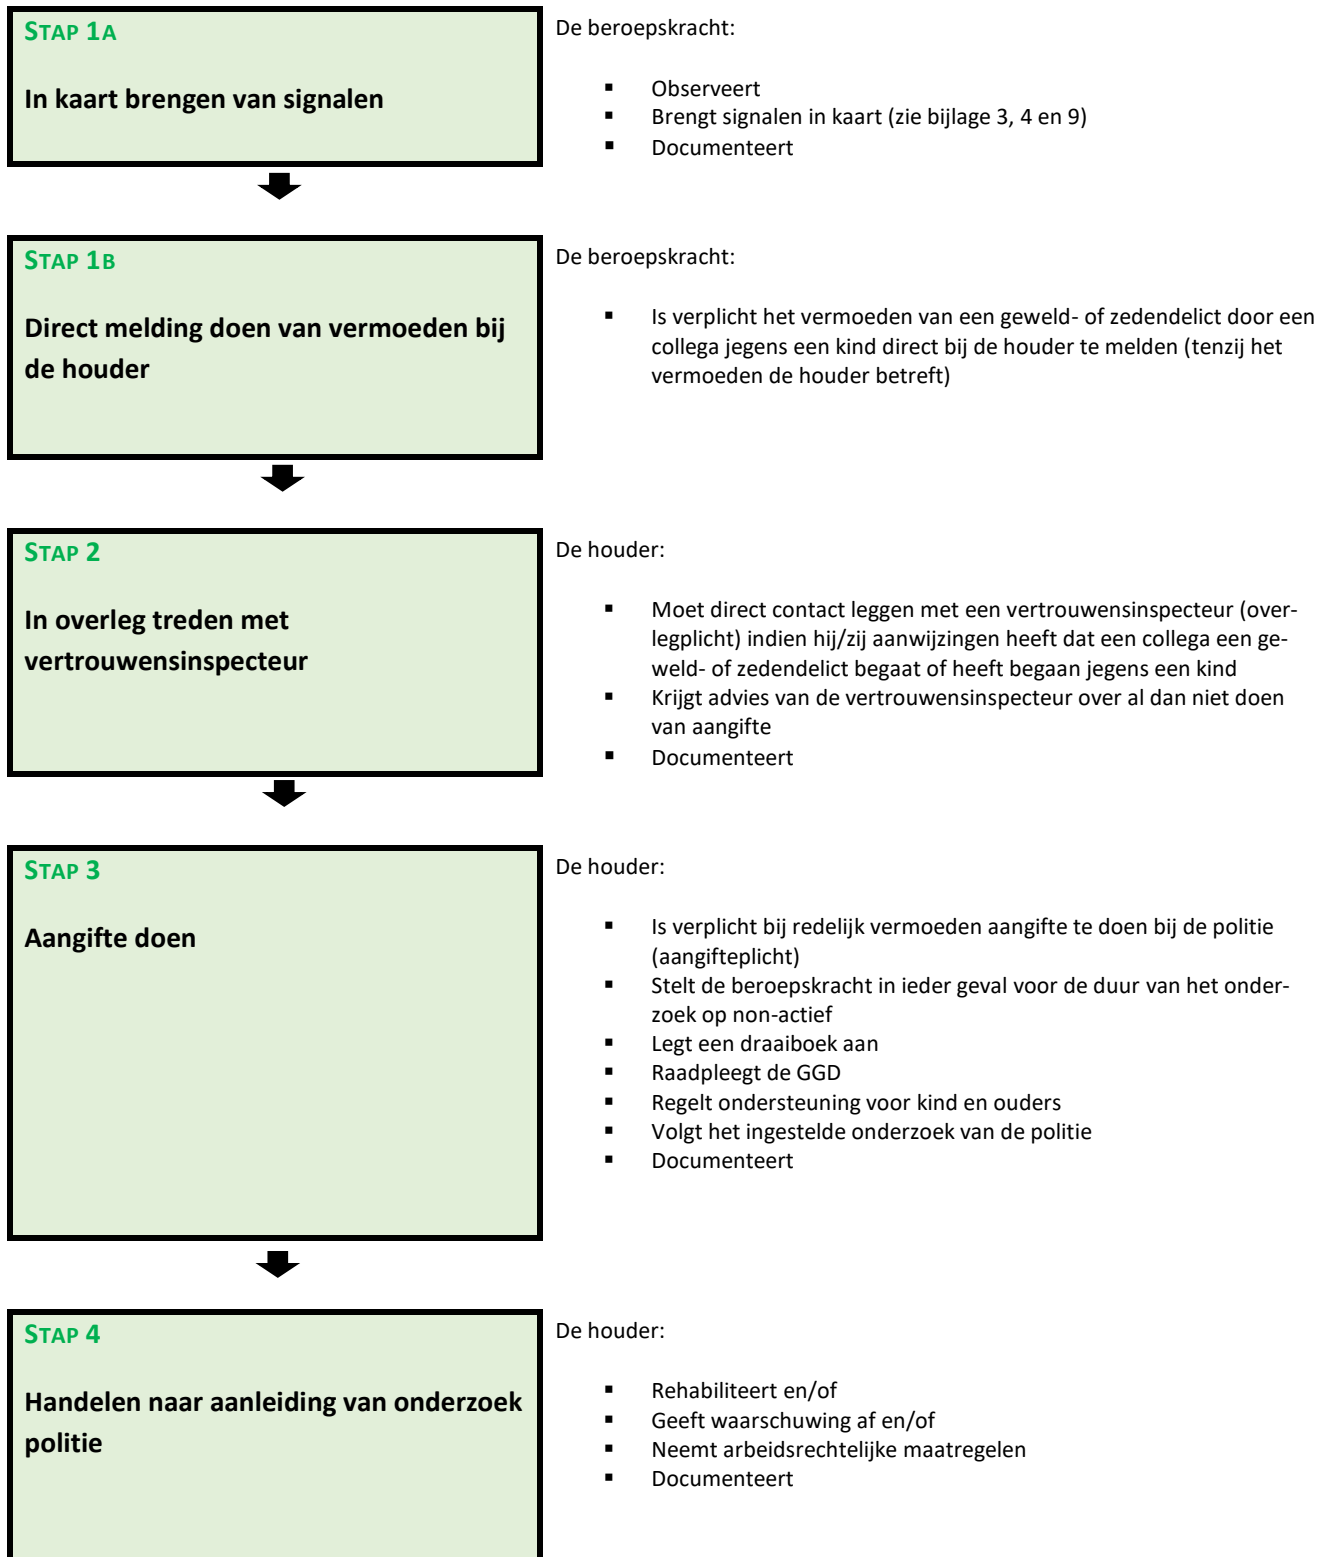 STAP 1A
In kaart brengen van signalen
De beroepskracht:
▪ Observeert
▪ Brengt signalen in kaart (zie bijlage 3, 4 en 9)
▪ Documenteert
STAP 1B
Direct melding doen van vermoeden bij
de houder
De beroepskracht:
▪ Is verplicht het vermoeden van een geweld- of zedendelict door een
collega jegens een kind direct bij de houder te melden (tenzij het
vermoeden de houder betreft)
STAP 2
In overleg treden met
vertrouwensinspecteur
De houder:
▪ Moet direct contact leggen met een vertrouwensinspecteur (over-
legplicht) indien hij/zij aanwijzingen heeft dat een collega een ge-
weld- of zedendelict begaat of heeft begaan jegens een kind
▪ Krijgt advies van de vertrouwensinspecteur over al dan niet doen
van aangifte
▪ Documenteert
STAP 3
Aangifte doen
De houder:
▪ Is verplicht bij redelijk vermoeden aangifte te doen bij de politie
(aangifteplicht)
▪ Stelt de beroepskracht in ieder geval voor de duur van het onder-
zoek op non-actief
▪ Legt een draaiboek aan
▪ Raadpleegt de GGD
▪ Regelt ondersteuning voor kind en ouders
▪ Volgt het ingestelde onderzoek van de politie
▪ Documenteert
STAP 4
Handelen naar aanleiding van onderzoek
politie
De houder:
▪ Rehabiliteert en/of
▪ Geeft waarschuwing af en/of
▪ Neemt arbeidsrechtelijke maatregelen
▪ Documenteert